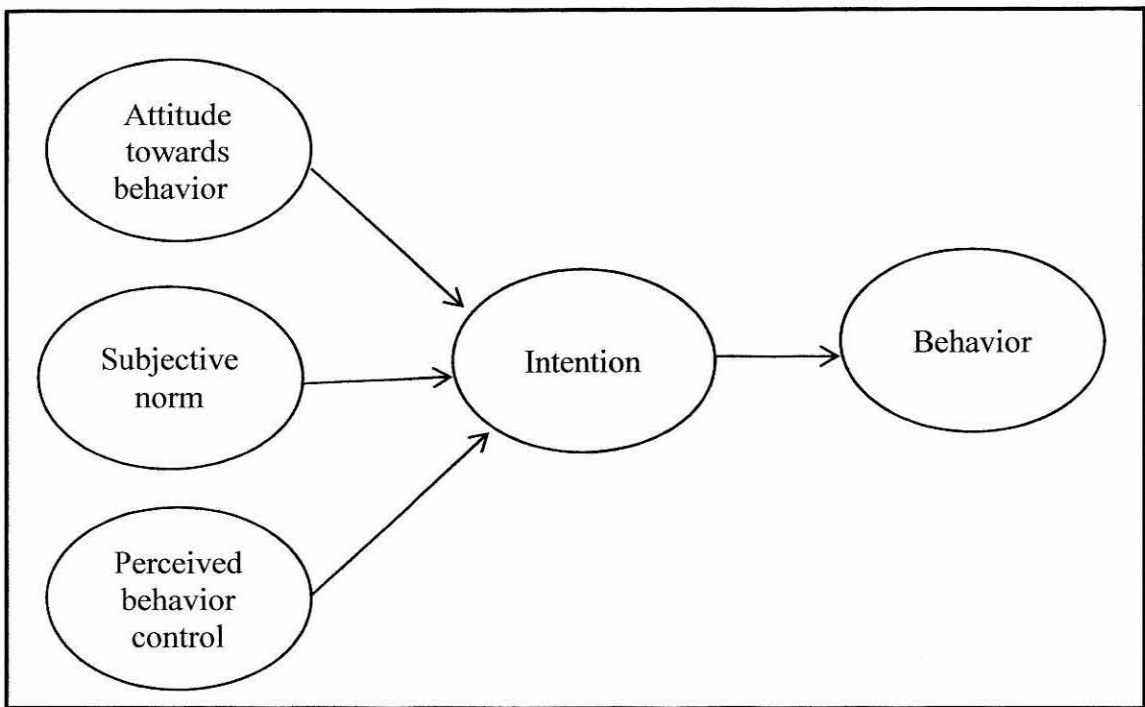 Attitude
towards
behavior
Subjective
norm
Perceived
behavior
control
Intention
Behavior